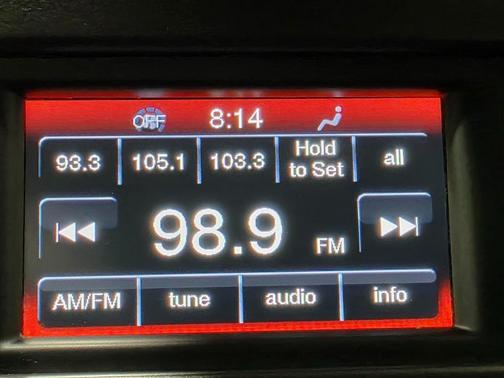 OFF 8:14
93.3 105.1 103.3 Hold to Set all
98.9 FM
AM/FM tune audio info